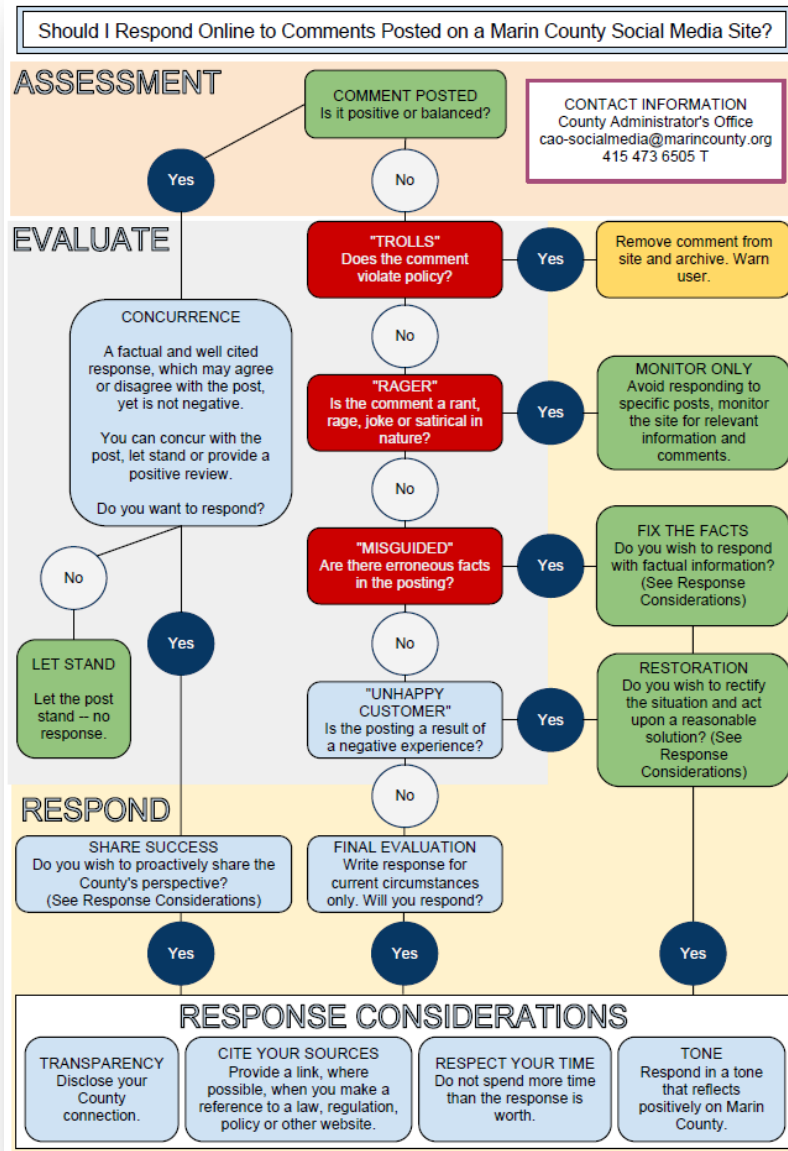 Should I Respond Online to Comments Posted on a Marin County Social Media Site?
ASSESSMENT
COMMENT POSTED
Is it positive or balanced?
CONTACT INFORMATION
County Administrator's Office
cao-socialmedia@marincounty.org
415 473 6505 T
Yes
No
EVALUATE
"TROLLS"
Does the comment
violate policy?
Yes
Remove comment from
site and archive. Warn
user.
No
CONCURRENCE
A factual and well cited
response, which may agree
or disagree with the post,
yet is not negative.
You can concur with the
post, let stand or provide a
positive review.
Do you want to respond?
"RAGER"
Is the comment a rant,
rage, joke or satirical in
nature?
Yes
MONITOR ONLY
Avoid responding to
specific posts, monitor
the site for relevant
information and
comments.
No
"MISGUIDED"
Are there erroneous facts
in the posting?
Yes
FIX THE FACTS
Do you wish to respond
with factual information?
(See Response
Considerations)
No
Yes
No
LET STAND
Let the post
stand -- no
response.
"UNHAPPY
CUSTOMER"
Is the posting a result of
a negative experience?
Yes
RESTORATION
Do you wish to rectify
the situation and act
upon a reasonable
solution? (See
Response
Considerations)
No
RESPOND
SHARE SUCCESS
Do you wish to proactively share the
County's perspective?
(See Response Considerations)
FINAL EVALUATION
Write response for
current circumstances
only. Will you respond?
Yes
Yes
Yes
RESPONSE CONSIDERATIONS
TRANSPARENCY
Disclose your
County
connection.
CITE YOUR SOURCES
Provide a link, where
possible, when you make a
reference to a law, regulation,
policy or other website.
RESPECT YOUR TIME
Do not spend more time
than the response is
worth.
TONE
Respond in a tone
that reflects
positively on Marin
County.